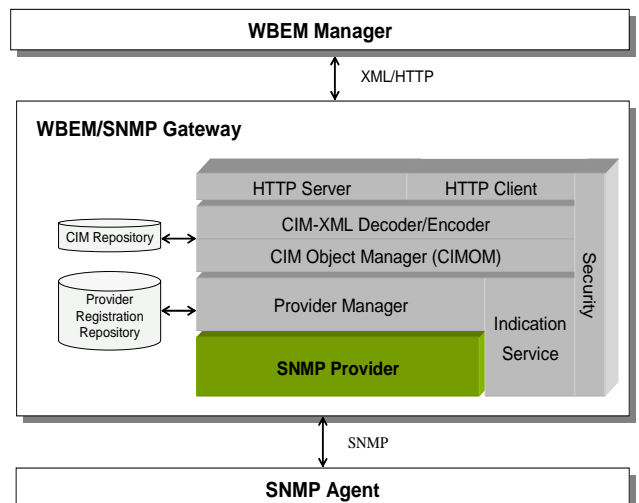 WBEM Manager
XML/HTTP
WBEM/SNMP Gateway
HTTP Server
HTTP Client
CIM-XML Decoder/Encoder
CIM Repository
CIM Object Manager (CIMOM)
Security
Provider
Registration
Repository
Provider Manager
Indication
Service
SNMP Provider
SNMP
SNMP Agent